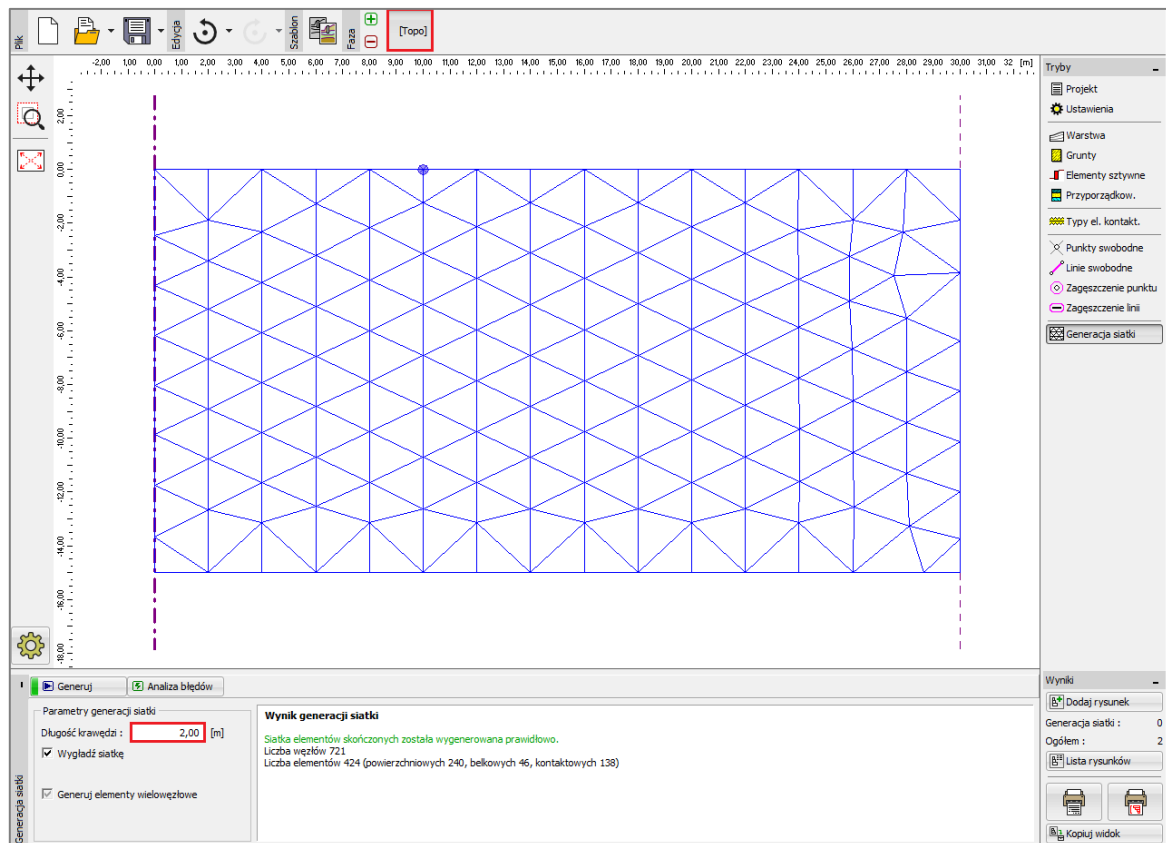 Plik
Edycja
Szablon
Faza
[Topo]
-2,00 1,00 0,00 1,00 2,00 3,00 4,00 5,00 6,00 7,00 8,00 9,00 10,00 11,00 12,00 13,00 14,00 15,00 16,00 17,00 18,00 19,00 20,00 21,00 22,00 23,00 24,00 25,00 26,00 27,00 28,00 29,00 30,00 31,00 32 [m]
2,00
0,00
-2,00
-4,00
-6,00
-8,00
-10,00
-12,00
-14,00
-16,00
-18,00
Tryby
Projekt
Ustawienia
Warstwa
Grunty
Elementy sztywne
Przyporządkow.
Typy el. kontakt.
Punkty swobodne
Linie swobodne
Zagęszczenie punktu
Zagęszczenie linii
Generacja siatki
Generuj
Analiza błędów
Parametry generacji siatki
Długość krawędzi : 2,00 [m]
Wygładź siatkę
Generuj elementy wielowęzłowe
Generacja siatki
Wynik generacji siatki
Siatka elementów skończonych została wygenerowana prawidłowo.
Liczba węzłów 721
Liczba elementów 424 (powierzchniowych 240, belkowych 46, kontaktowych 138)
Wyniki
Dodaj rysunek
Generacja siatki : 0
Ogółem : 2
Lista rysunków
Kopiuj widok